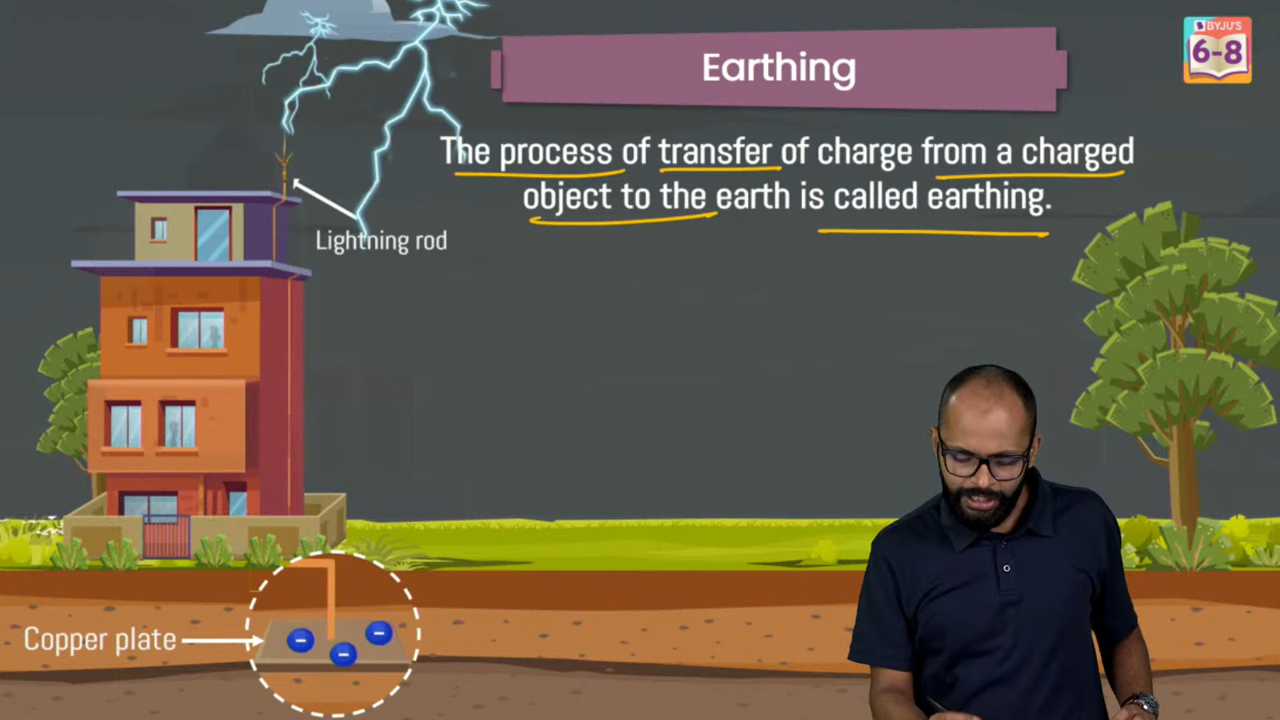 BYJU'S
6-8
Earthing
The process of transfer of charge from a charged
object to the earth is called earthing.
Lightning rod
Copper plate